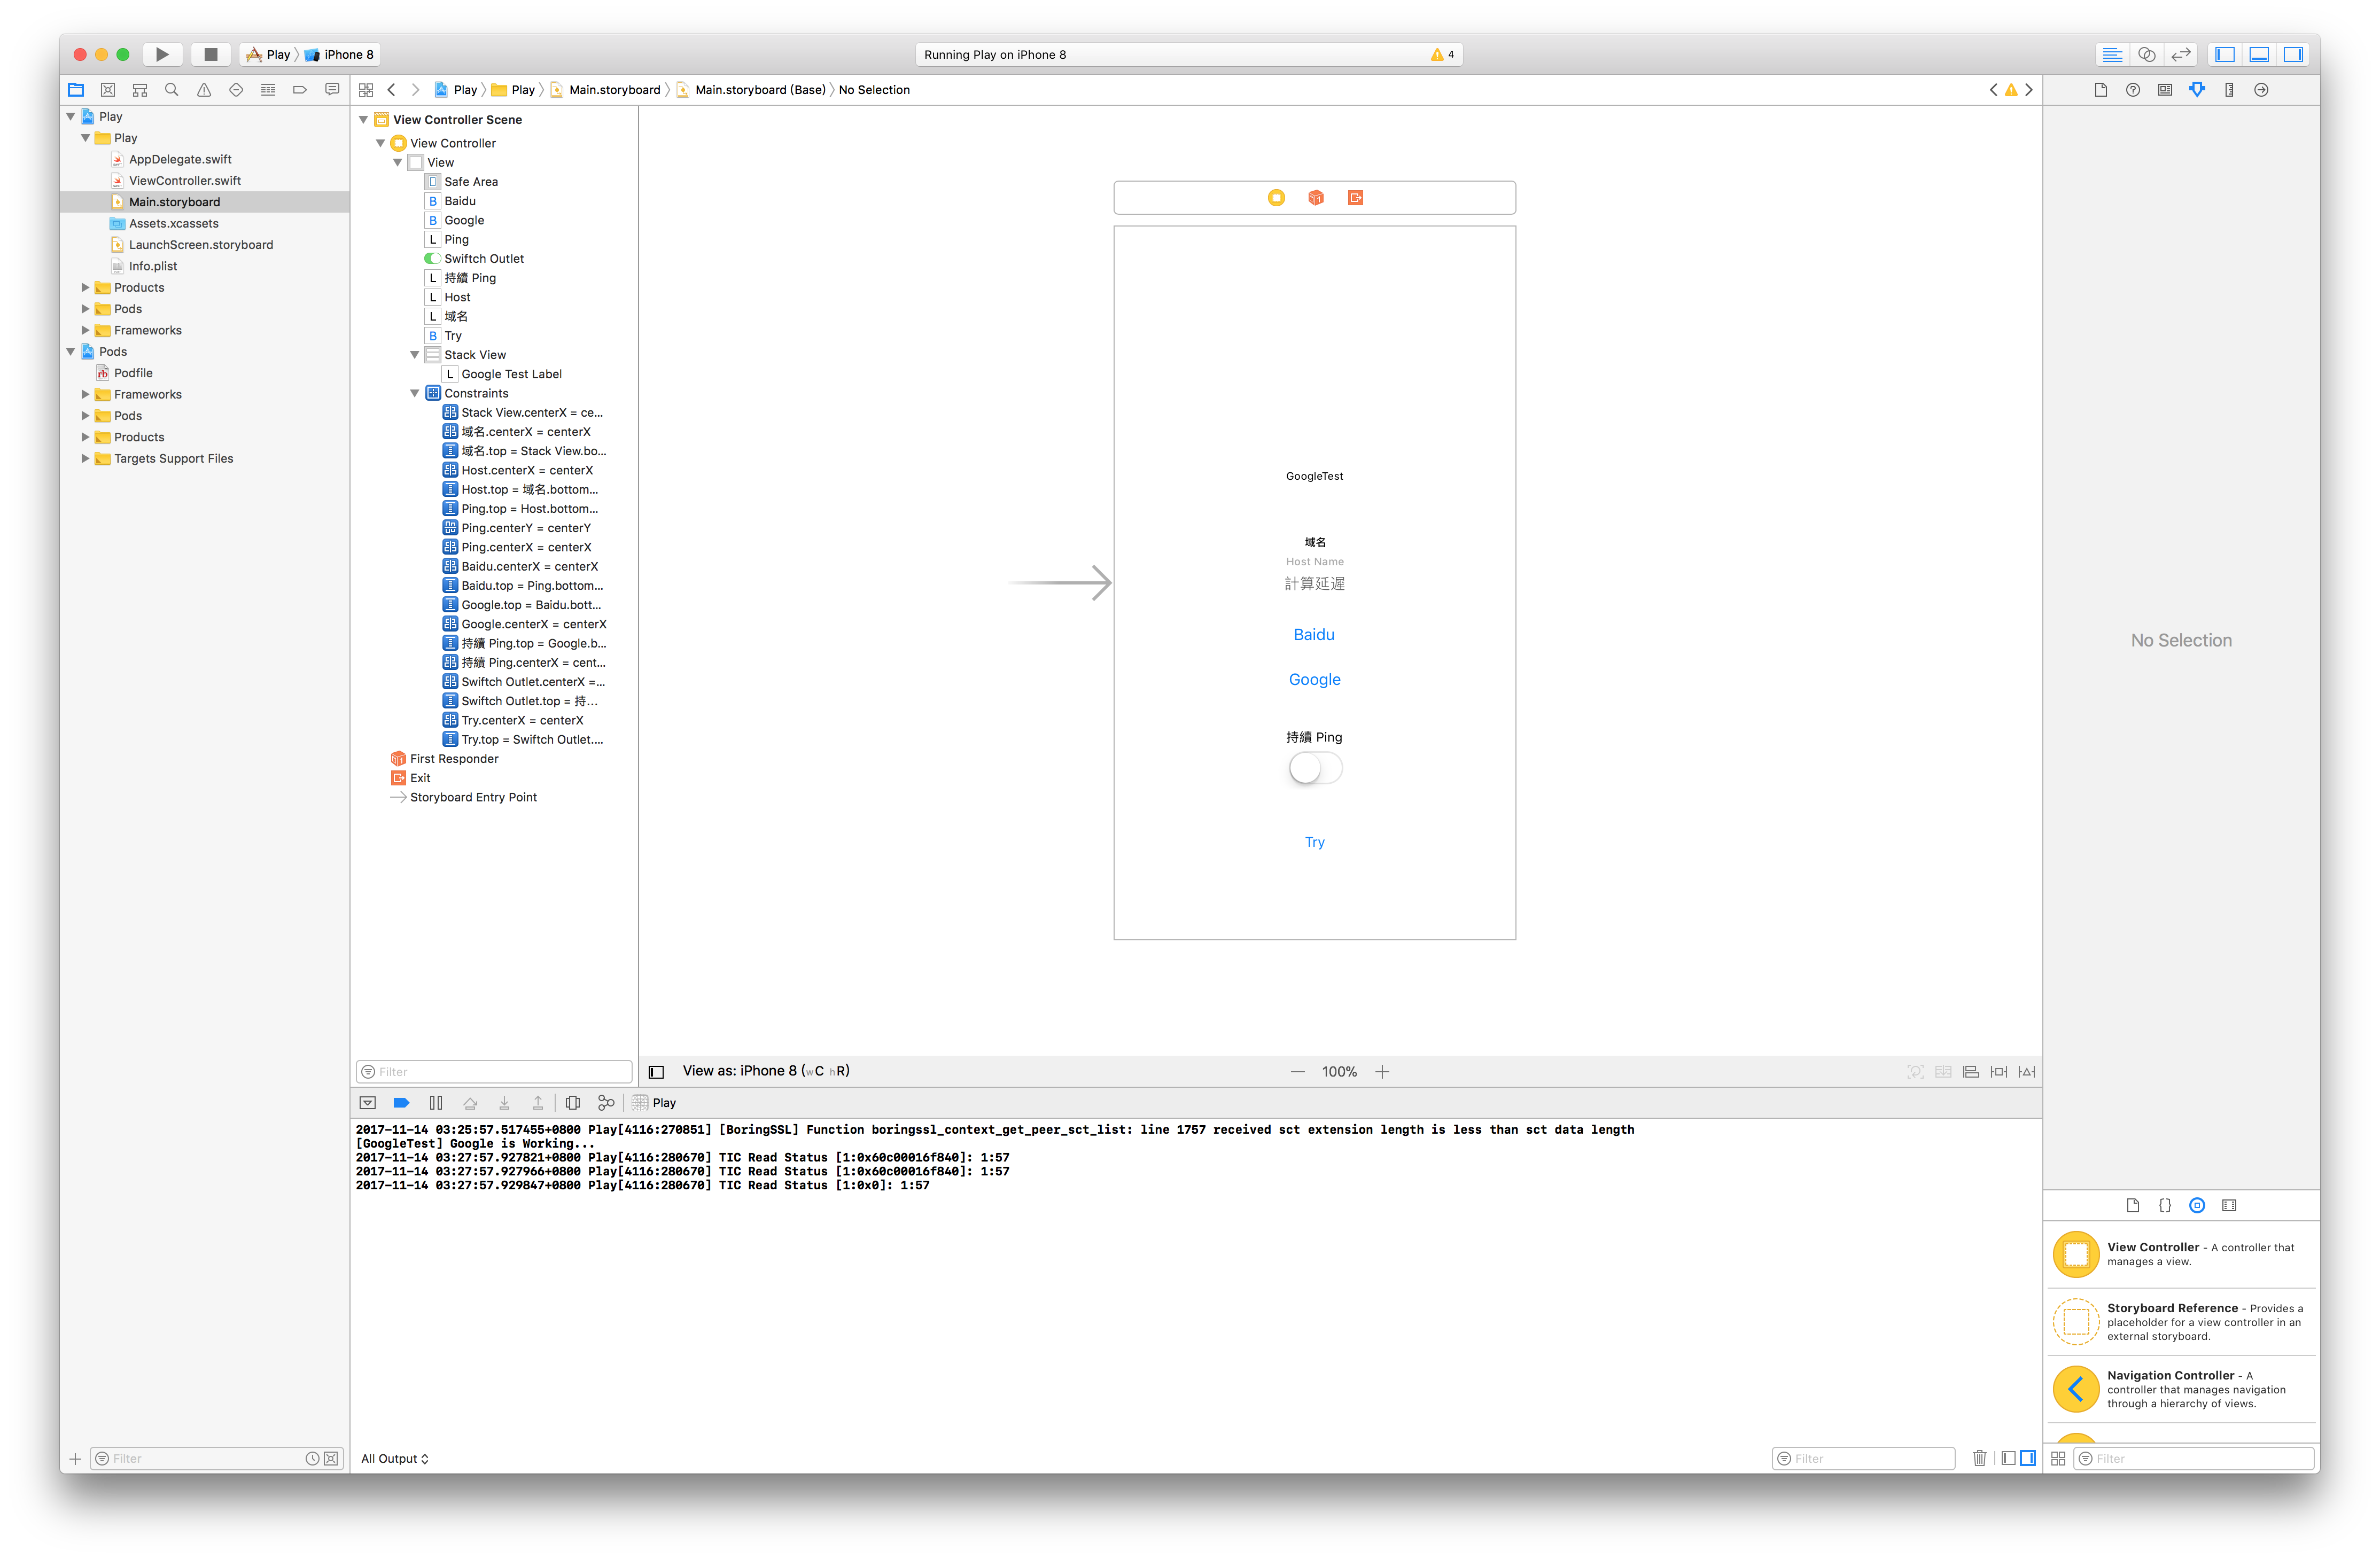 Play
iPhone 8
Running Play on iPhone 8
4
Play
Play
Main.storyboard
Main.storyboard (Base)
No Selection
Play
Play
AppDelegate.swift
ViewController.swift
Main.storyboard
Assets.xcassets
LaunchScreen.storyboard
Info.plist
Products
Pods
Frameworks
Pods
Podfile
Frameworks
Pods
Products
Targets Support Files
Filter
View Controller Scene
View Controller
View
Safe Area
B Baidu
B Google
L Ping
Swiftch Outlet
L 持續 Ping
L Host
L 域名
B Try
Stack View
L Google Test Label
Constraints
Stack View.centerX = ce...
域名.centerX = centerX
域名.top = Stack View.bo...
Host.centerX = centerX
Host.top = 域名.bottom...
Ping.top = Host.bottom...
Ping.centerY = centerY
Ping.centerX = centerX
Baidu.centerX = centerX
Baidu.top = Ping.bottom...
Google.top = Baidu.bott...
Google.centerX = centerX
持續 Ping.top = Google.b...
持續 Ping.centerX = cent...
Swiftch Outlet.centerX =...
Swiftch Outlet.top = 持...
Try.centerX = centerX
Try.top = Swiftch Outlet....
First Responder
Exit
Storyboard Entry Point
Filter
GoogleTest
域名
Host Name
計算延遲
Baidu
Google
持續 Ping
Try
View as: iPhone 8 (wC hR)
100%
Play
2017-11-14 03:25:57.517455+0800 Play[4116:270851] [BoringSSL] Function boringssl_context_get_peer_sct_list: line 1757 received sct extension length is less than sct data length
[GoogleTest] Google is Working...
2017-11-14 03:27:57.927821+0800 Play[4116:280670] TIC Read Status [1:0x60c00016f840]: 1:57
2017-11-14 03:27:57.927966+0800 Play[4116:280670] TIC Read Status [1:0x60c00016f840]: 1:57
2017-11-14 03:27:57.929847+0800 Play[4116:280670] TIC Read Status [1:0x0]: 1:57
All Output
Filter
No Selection
View Controller - A controller that
manages a view.
Storyboard Reference - Provides a
placeholder for a view controller in an
external storyboard.
Navigation Controller - A
controller that manages navigation
through a hierarchy of views.
Filter